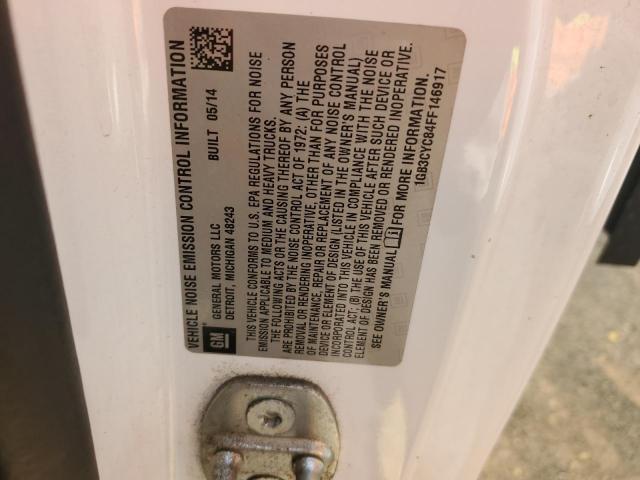 VEHICLE NOISE EMISSION CONTROL INFORMATION
GM
GENERAL MOTORS LLC
DETROIT, MICHIGAN 48243
BUILT 05/14
THIS VEHICLE CONFORMS TO U.S. EPA REGULATIONS FOR NOISE
EMISSION APPLICABLE TO MEDIUM AND HEAVY TRUCKS.
THE FOLLOWING ACTS OR THE CAUSING THEREOF BY ANY PERSON
ARE PROHIBITED BY THE NOISE CONTROL ACT OF 1972: (A) THE
REMOVAL OR RENDERING INOPERATIVE, OTHER THAN FOR PURPOSES
OF MAINTENANCE, REPAIR OR REPLACEMENT OF ANY NOISE CONTROL
DEVICE OR ELEMENT OF DESIGN (LISTED IN THE OWNER'S MANUAL)
INCORPORATED INTO THIS VEHICLE IN COMPLIANCE WITH THE NOISE
CONTROL ACT; (B) THE USE OF THIS VEHICLE AFTER SUCH DEVICE OR
ELEMENT OF DESIGN HAS BEEN REMOVED OR RENDERED INOPERATIVE.
SEE OWNER'S MANUAL FOR MORE INFORMATION.
1GB3CYC84FF146917